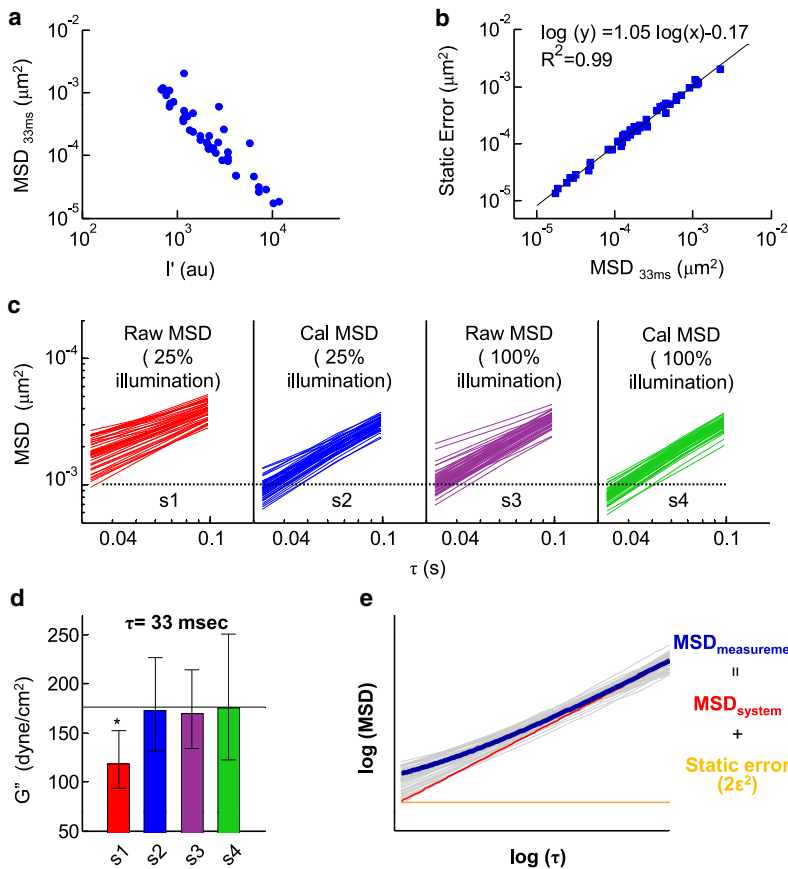 a
10⁻²
10⁻³
10⁻⁴
10⁻⁵
MSD 33ms (μm²)
10²
10³
10⁴
I' (au)
b
log (y) =1.05 log(x)-0.17
R²=0.99
10⁻²
10⁻³
10⁻⁴
10⁻⁵
Static Error (μm²)
10⁻⁵
10⁻⁴
10⁻³
10⁻²
MSD 33ms (μm²)
c
Raw MSD
( 25%
illumination)
Cal MSD
( 25%
illumination)
Raw MSD
( 100%
illumination)
Cal MSD
( 100%
illumination)
10⁻⁴
10⁻³
MSD (μm²)
s1
s2
s3
s4
0.04
0.1
0.04
0.1
0.04
0.1
0.04
0.1
τ (s)
d
τ= 33 msec
250
200
175
150
100
50
G" (dyne/cm²)
*
s1
s2
s3
s4
e
log (MSD)
log (τ)
MSDmeasureme
=
MSDsystem
+
Static error
(2ε²)